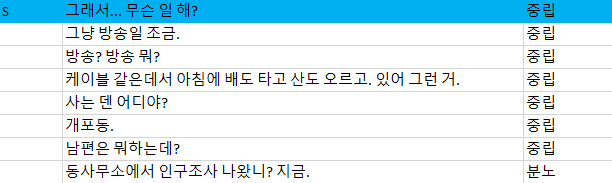 S 그래서... 무슨 일 해? 중립
그냥 방송일 조금. 중립
방송? 방송 뭐? 중립
케이블 같은데서 아침에 배도 타고 산도 오르고. 있어 그런 거. 중립
사는 덴 어디야? 중립
개포동. 중립
남편은 뭐하는데? 중립
동사무소에서 인구조사 나왔니? 지금. 분노